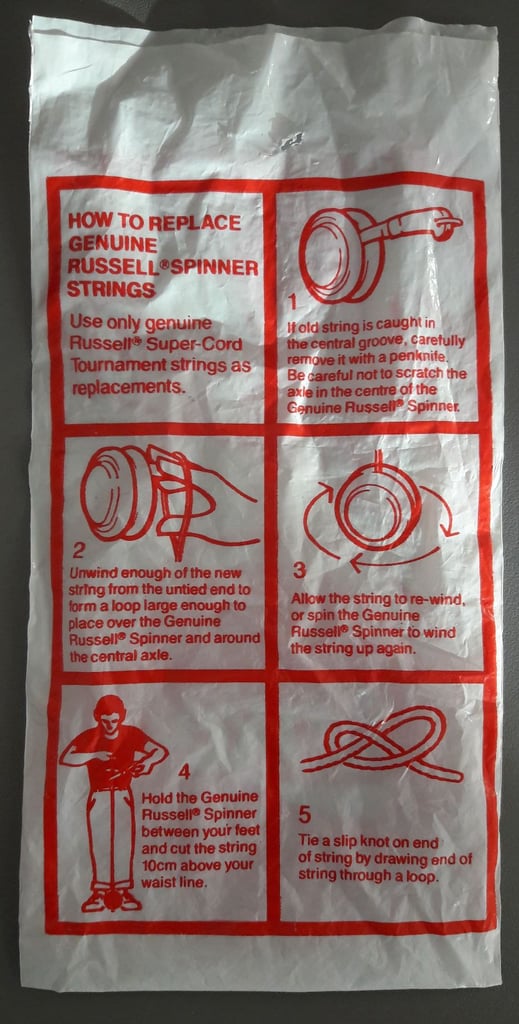 HOW TO REPLACE
GENUINE
RUSSELL® SPINNER
STRINGS
Use only genuine
Russell® Super-Cord
Tournament strings as
replacements.
1
If old string is caught in
the central groove, carefully
remove it with a penknife.
Be careful not to scratch the
axle in the centre of the
Genuine Russell® Spinner.
2
Unwind enough of the new
string from the untied end to
form a loop large enough to
place over the Genuine
Russell® Spinner and around
the central axle.
3
Allow the string to re-wind,
or spin the Genuine
Russell® Spinner to wind
the string up again.
4
Hold the Genuine
Russell® Spinner
between your feet
and cut the string
10cm above your
waist line.
5
Tie a slip knot on end
of string by drawing end of
string through a loop.